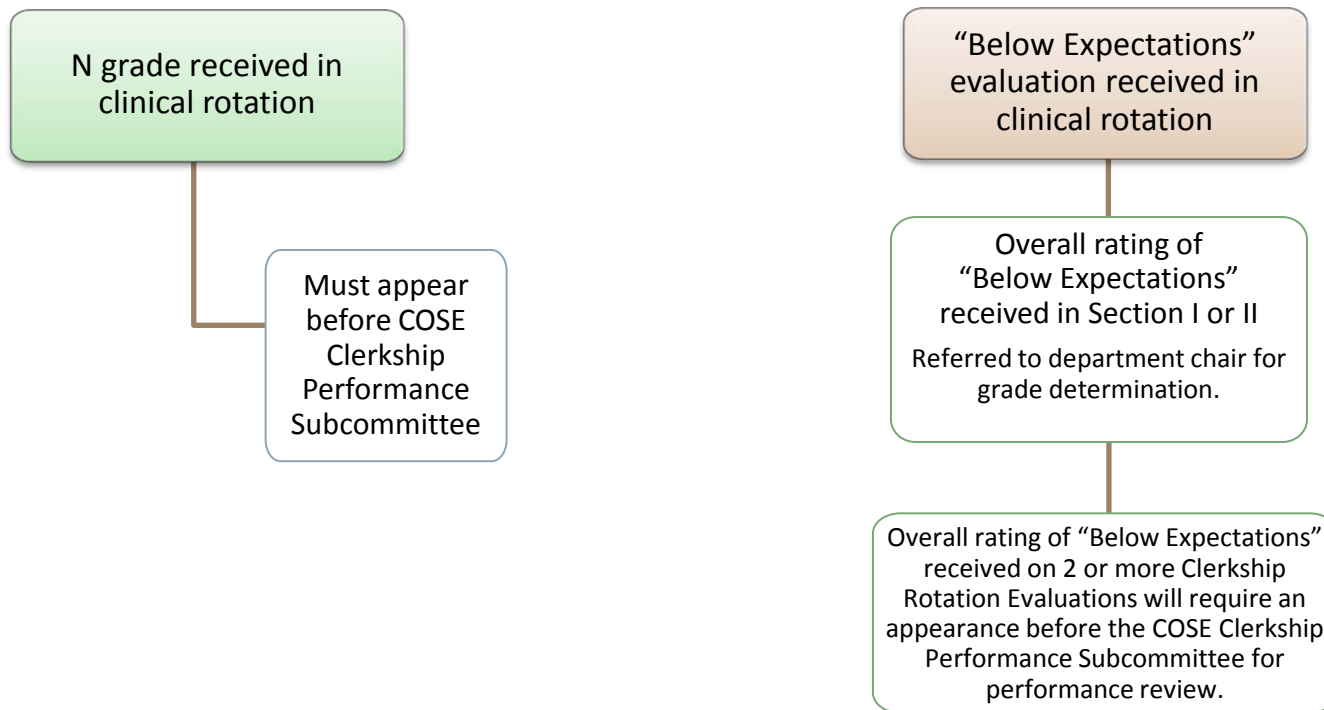 N grade received in
clinical rotation
Must appear
before COSE
Clerkship
Performance
Subcommittee
“Below Expectations”
evaluation received in
clinical rotation
Overall rating of
“Below Expectations”
received in Section I or II
Referred to department chair for
grade determination.
Overall rating of “Below Expectations”
received on 2 or more Clerkship
Rotation Evaluations will require an
appearance before the COSE Clerkship
Performance Subcommittee for
performance review.